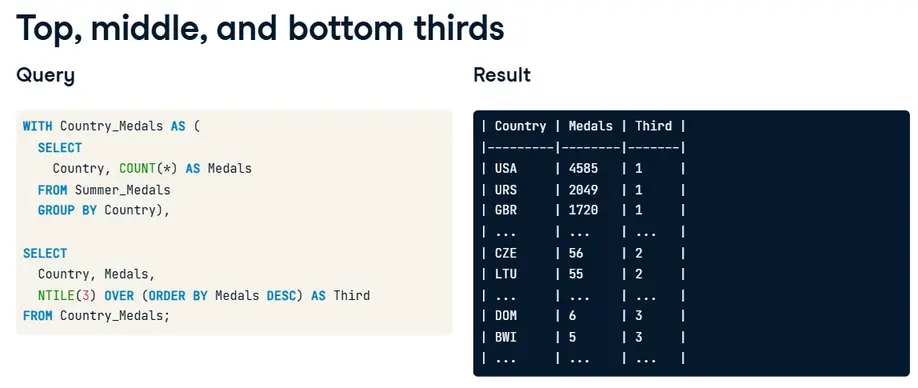 Top, middle, and bottom thirds
Query
WITH Country_Medals AS (
  SELECT
    Country, COUNT(*) AS Medals
  FROM Summer_Medals
  GROUP BY Country),

SELECT
  Country, Medals,
  NTILE(3) OVER (ORDER BY Medals DESC) AS Third
FROM Country_Medals;
Result
| Country | Medals | Third |
|---------|--------|-------|
| USA     | 4585   | 1     |
| URS     | 2049   | 1     |
| GBR     | 1720   | 1     |
| ...     | ...    | ...   |
| CZE     | 56     | 2     |
| LTU     | 55     | 2     |
| ...     | ...    | ...   |
| DOM     | 6      | 3     |
| BWI     | 5      | 3     |
| ...     | ...    | ...   |